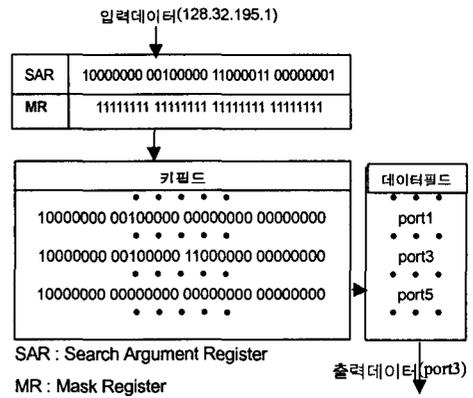 입력데이터(128.32.195.1)
SAR 10000000 00100000 11000011 00000001
MR 11111111 11111111 11111111 11111111
키필드 데이터필드
10000000 00100000 00000000 00000000 port1
10000000 00100000 11000000 00000000 port3
10000000 00000000 00000000 00000000 port5
SAR : Search Argument Register
출력데이터(port3)
MR : Mask Register